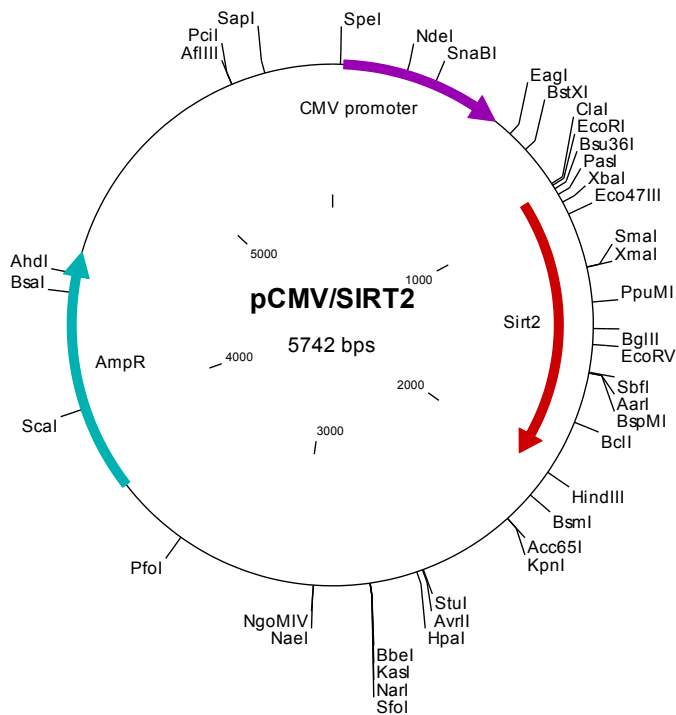 SapI
SpeI
PciI
AflIII
NdeI
SnaBI
CMV promoter
EagI
BstXI
ClaI
EcoRI
Bsu36I
PasI
XbaI
Eco47III
SmaI
XmaI
5000
1000
AhdI
BsaI
pCMV/SIRT2
5742 bps
Sirt2
PpuMI
BglII
EcoRV
AmpR
4000
2000
SbfI
AarI
BspMI
BclI
ScaI
3000
HindIII
BsmI
Acc65I
KpnI
PfoI
StuI
AvrII
HpaI
NgoMIV
NaeI
BbeI
KasI
NarI
SfoI